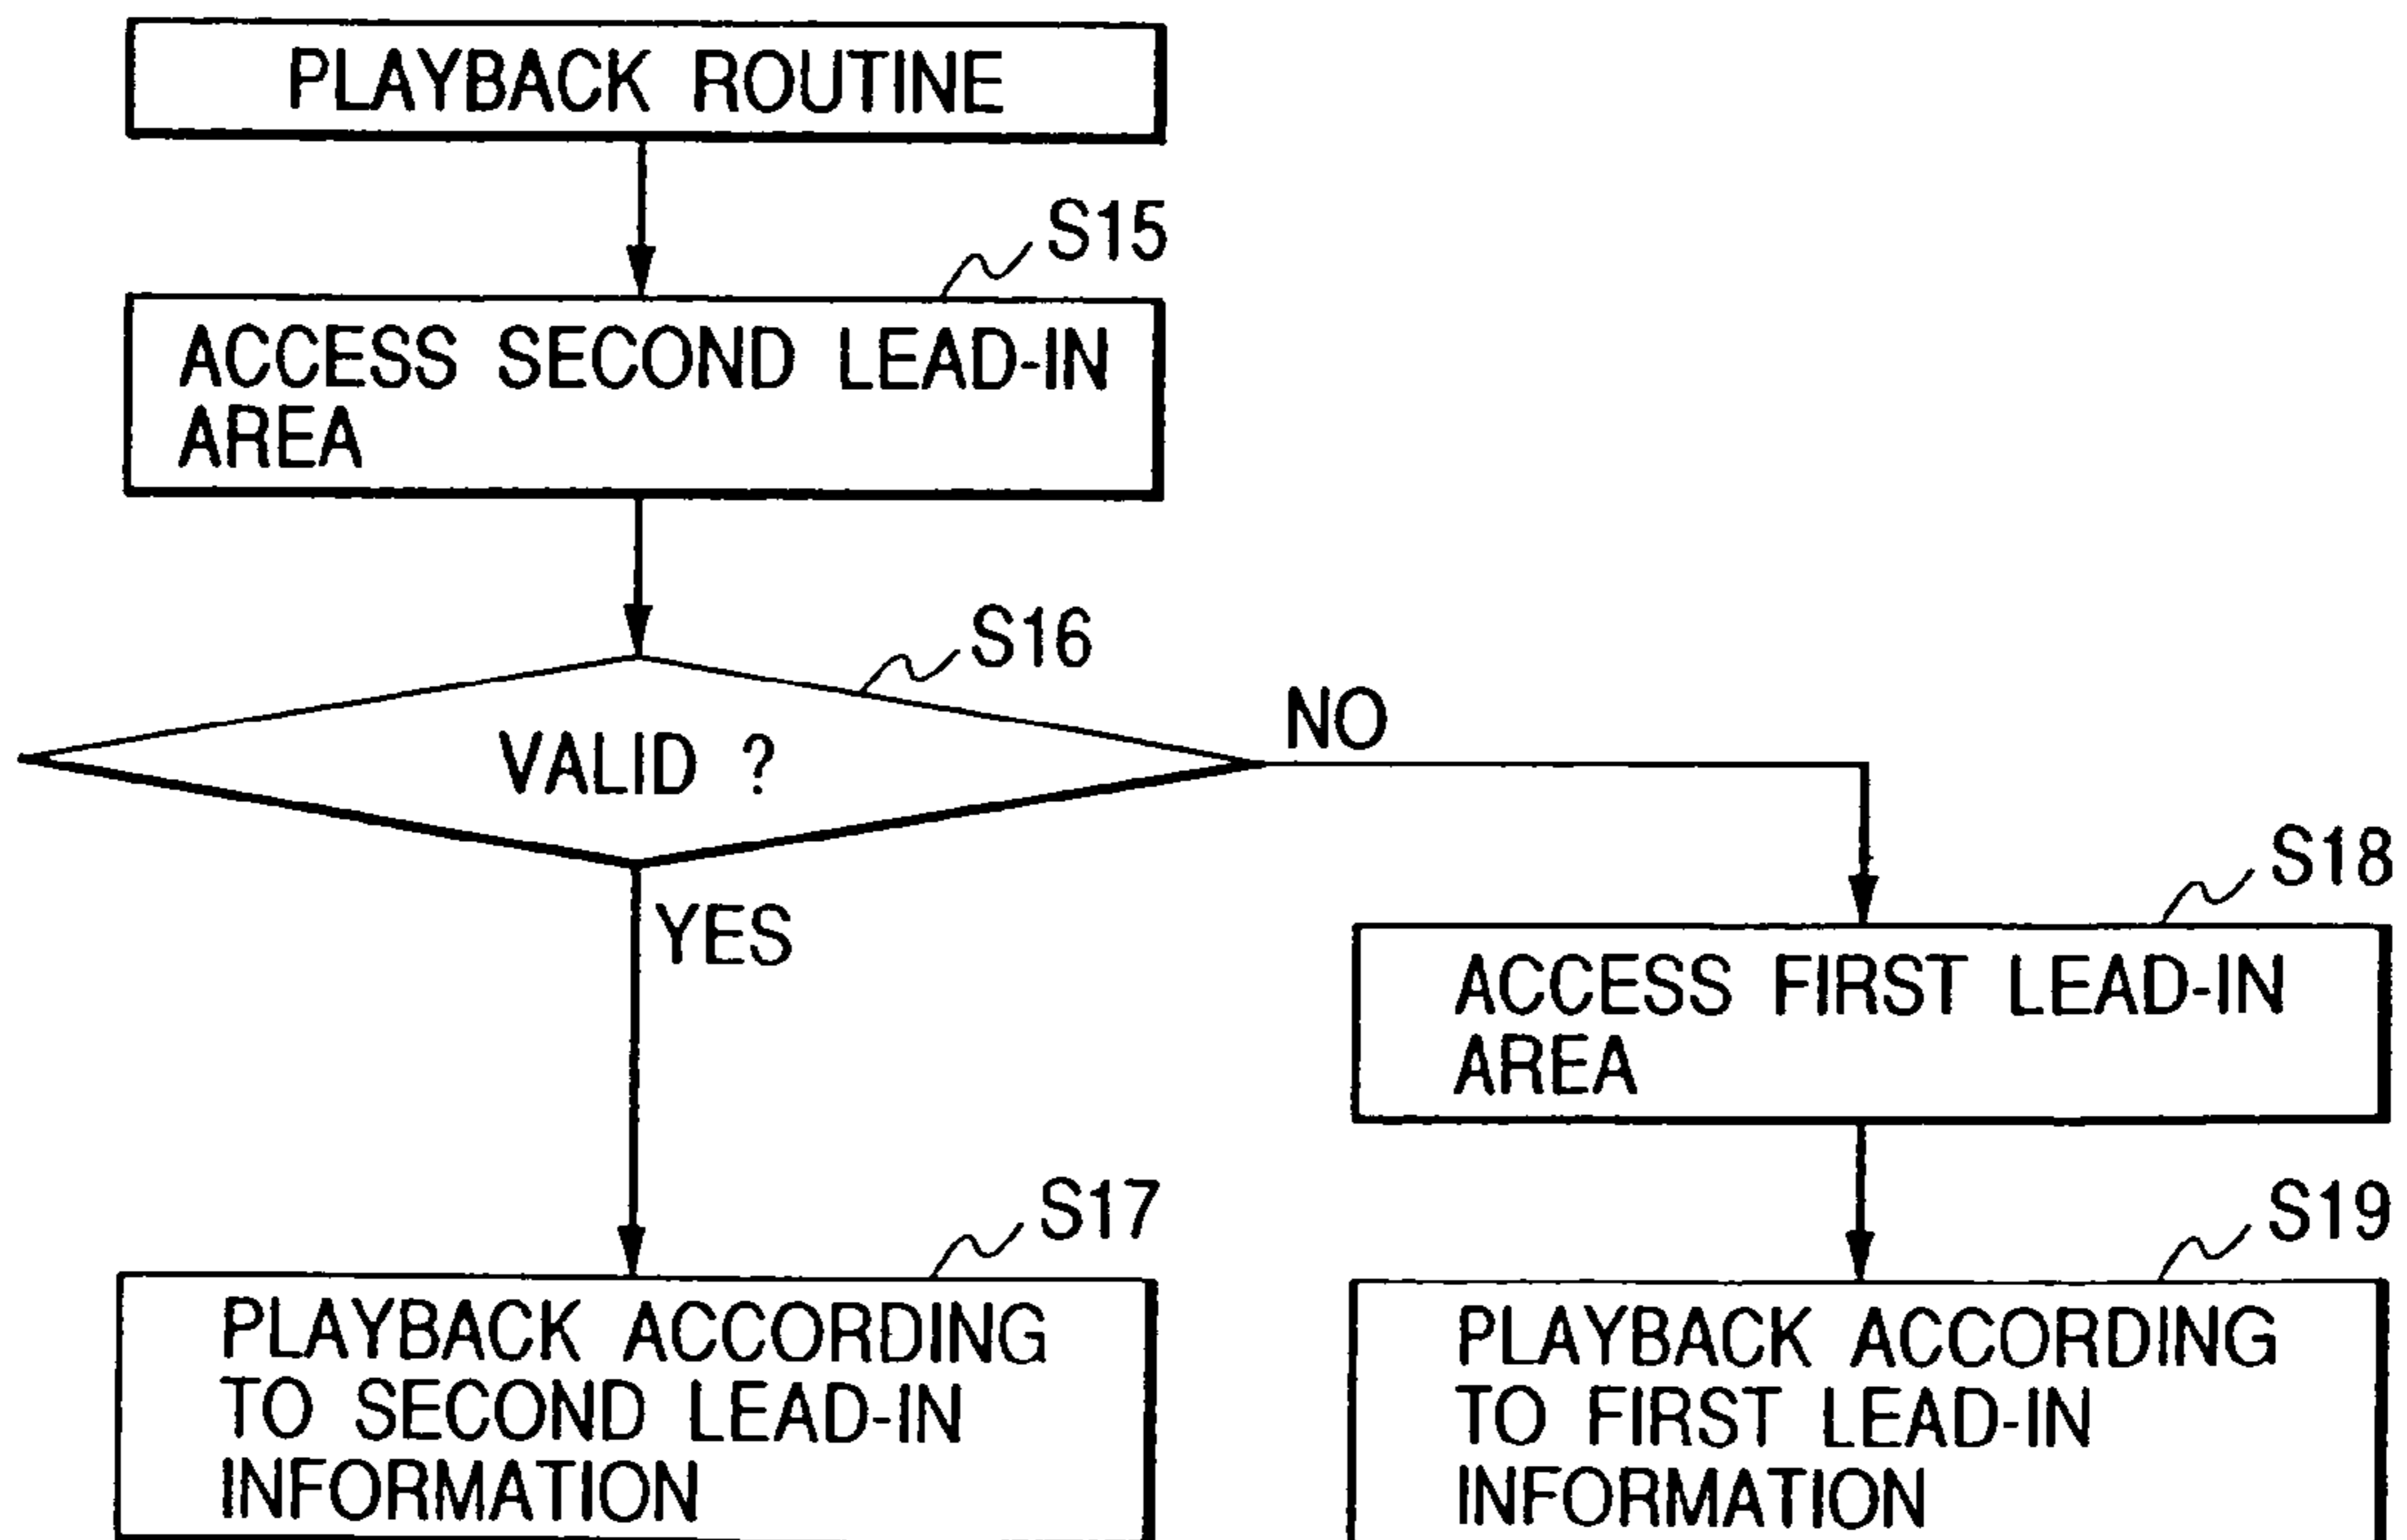 PLAYBACK ROUTINE
S15
ACCESS SECOND LEAD-IN
AREA
S16
VALID ?
NO
YES
S18
ACCESS FIRST LEAD-IN
AREA
S17
PLAYBACK ACCORDING
TO SECOND LEAD-IN
INFORMATION
S19
PLAYBACK ACCORDING
TO FIRST LEAD-IN
INFORMATION